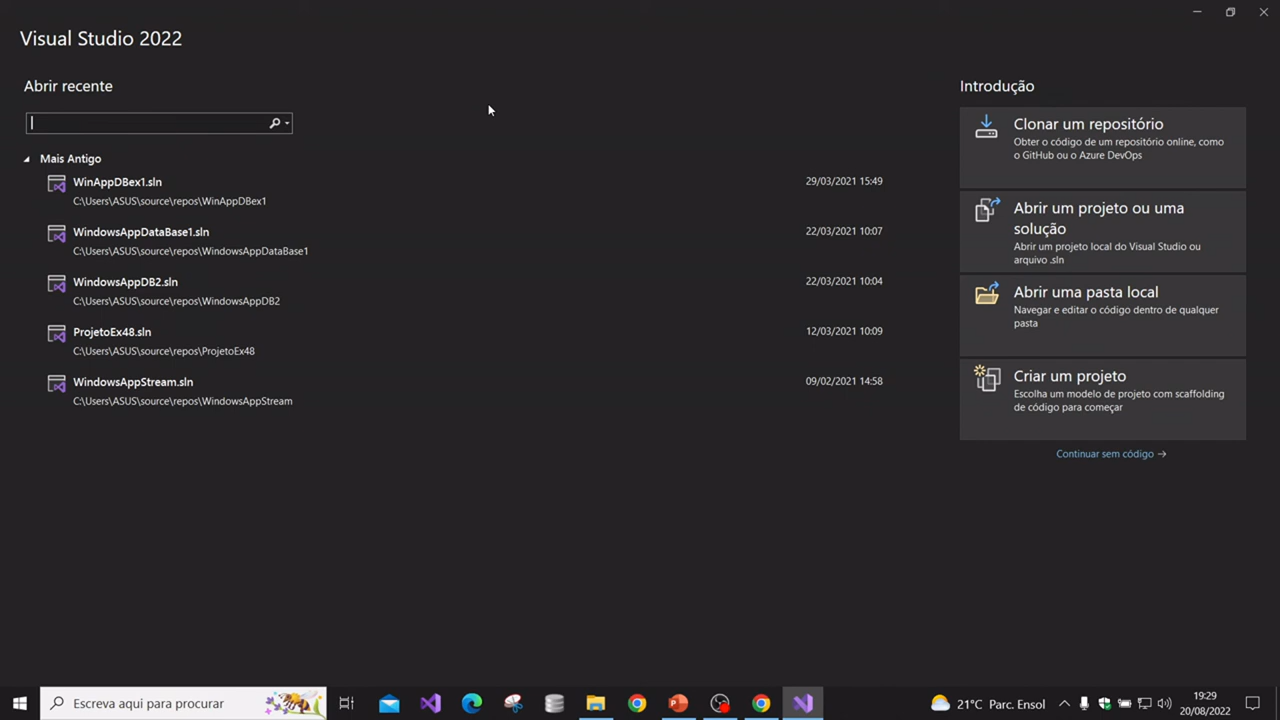 Visual Studio 2022
Abrir recente
Mais Antigo
WinAppDBex1.sln
29/03/2021 15:49
C:\Users\ASUS\source\repos\WinAppDBex1
WindowsAppDataBase1.sln
22/03/2021 10:07
C:\Users\ASUS\source\repos\WindowsAppDataBase1
WindowsAppDB2.sln
22/03/2021 10:04
C:\Users\ASUS\source\repos\WindowsAppDB2
ProjetoEx48.sln
12/03/2021 10:09
C:\Users\ASUS\source\repos\ProjetoEx48
WindowsAppStream.sln
09/02/2021 14:58
C:\Users\ASUS\source\repos\WindowsAppStream
Introdução
Clonar um repositório
Obter o código de um repositório online, como
o GitHub ou o Azure DevOps
Abrir um projeto ou uma
solução
Abrir um projeto local do Visual Studio ou
arquivo .sln
Abrir uma pasta local
Navegar e editar o código dentro de qualquer
pasta
Criar um projeto
Escolha um modelo de projeto com scaffolding
de código para começar
Continuar sem código →
Escreva aqui para procurar
21°C Parc. Ensol
19:29
20/08/2022